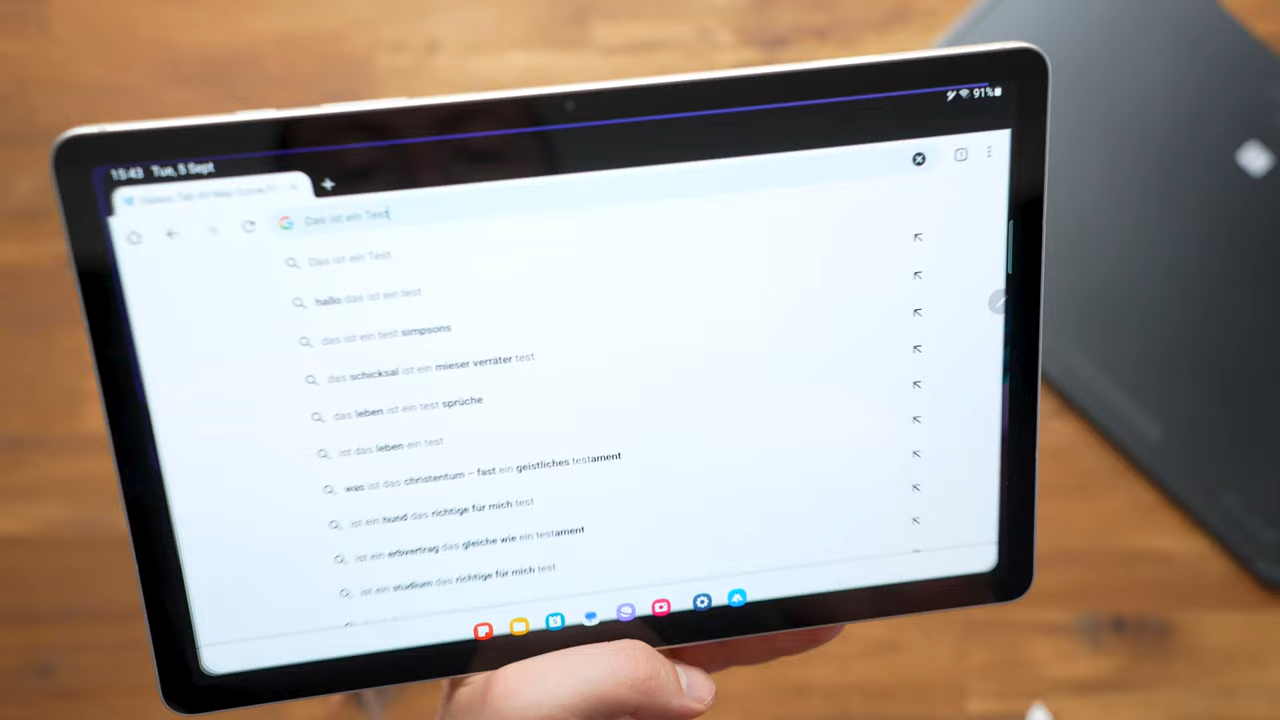 15:43 Tue, 5 Sept
91%
Das ist ein Test
Das ist ein Test
hallo das ist ein test
das ist ein test simpsons
das schicksal ist ein mieser verräter test
das leben ist ein test sprüche
ist das leben ein test
was ist das christentum – fast ein geistliches testament
ist ein hund das richtige für mich test
ist ein erbvertrag das gleiche wie ein testament
ist ein studium das richtige für mich test